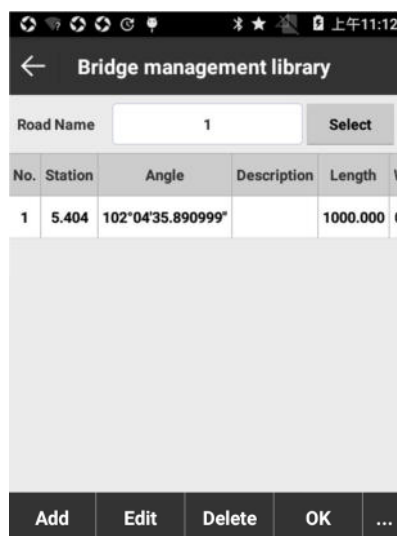 上午11:12
Bridge management library
Road Name 1 Select
No. Station Angle Description Length
1 5.404 102°04'35.890999" 1000.000
Add Edit Delete OK ...